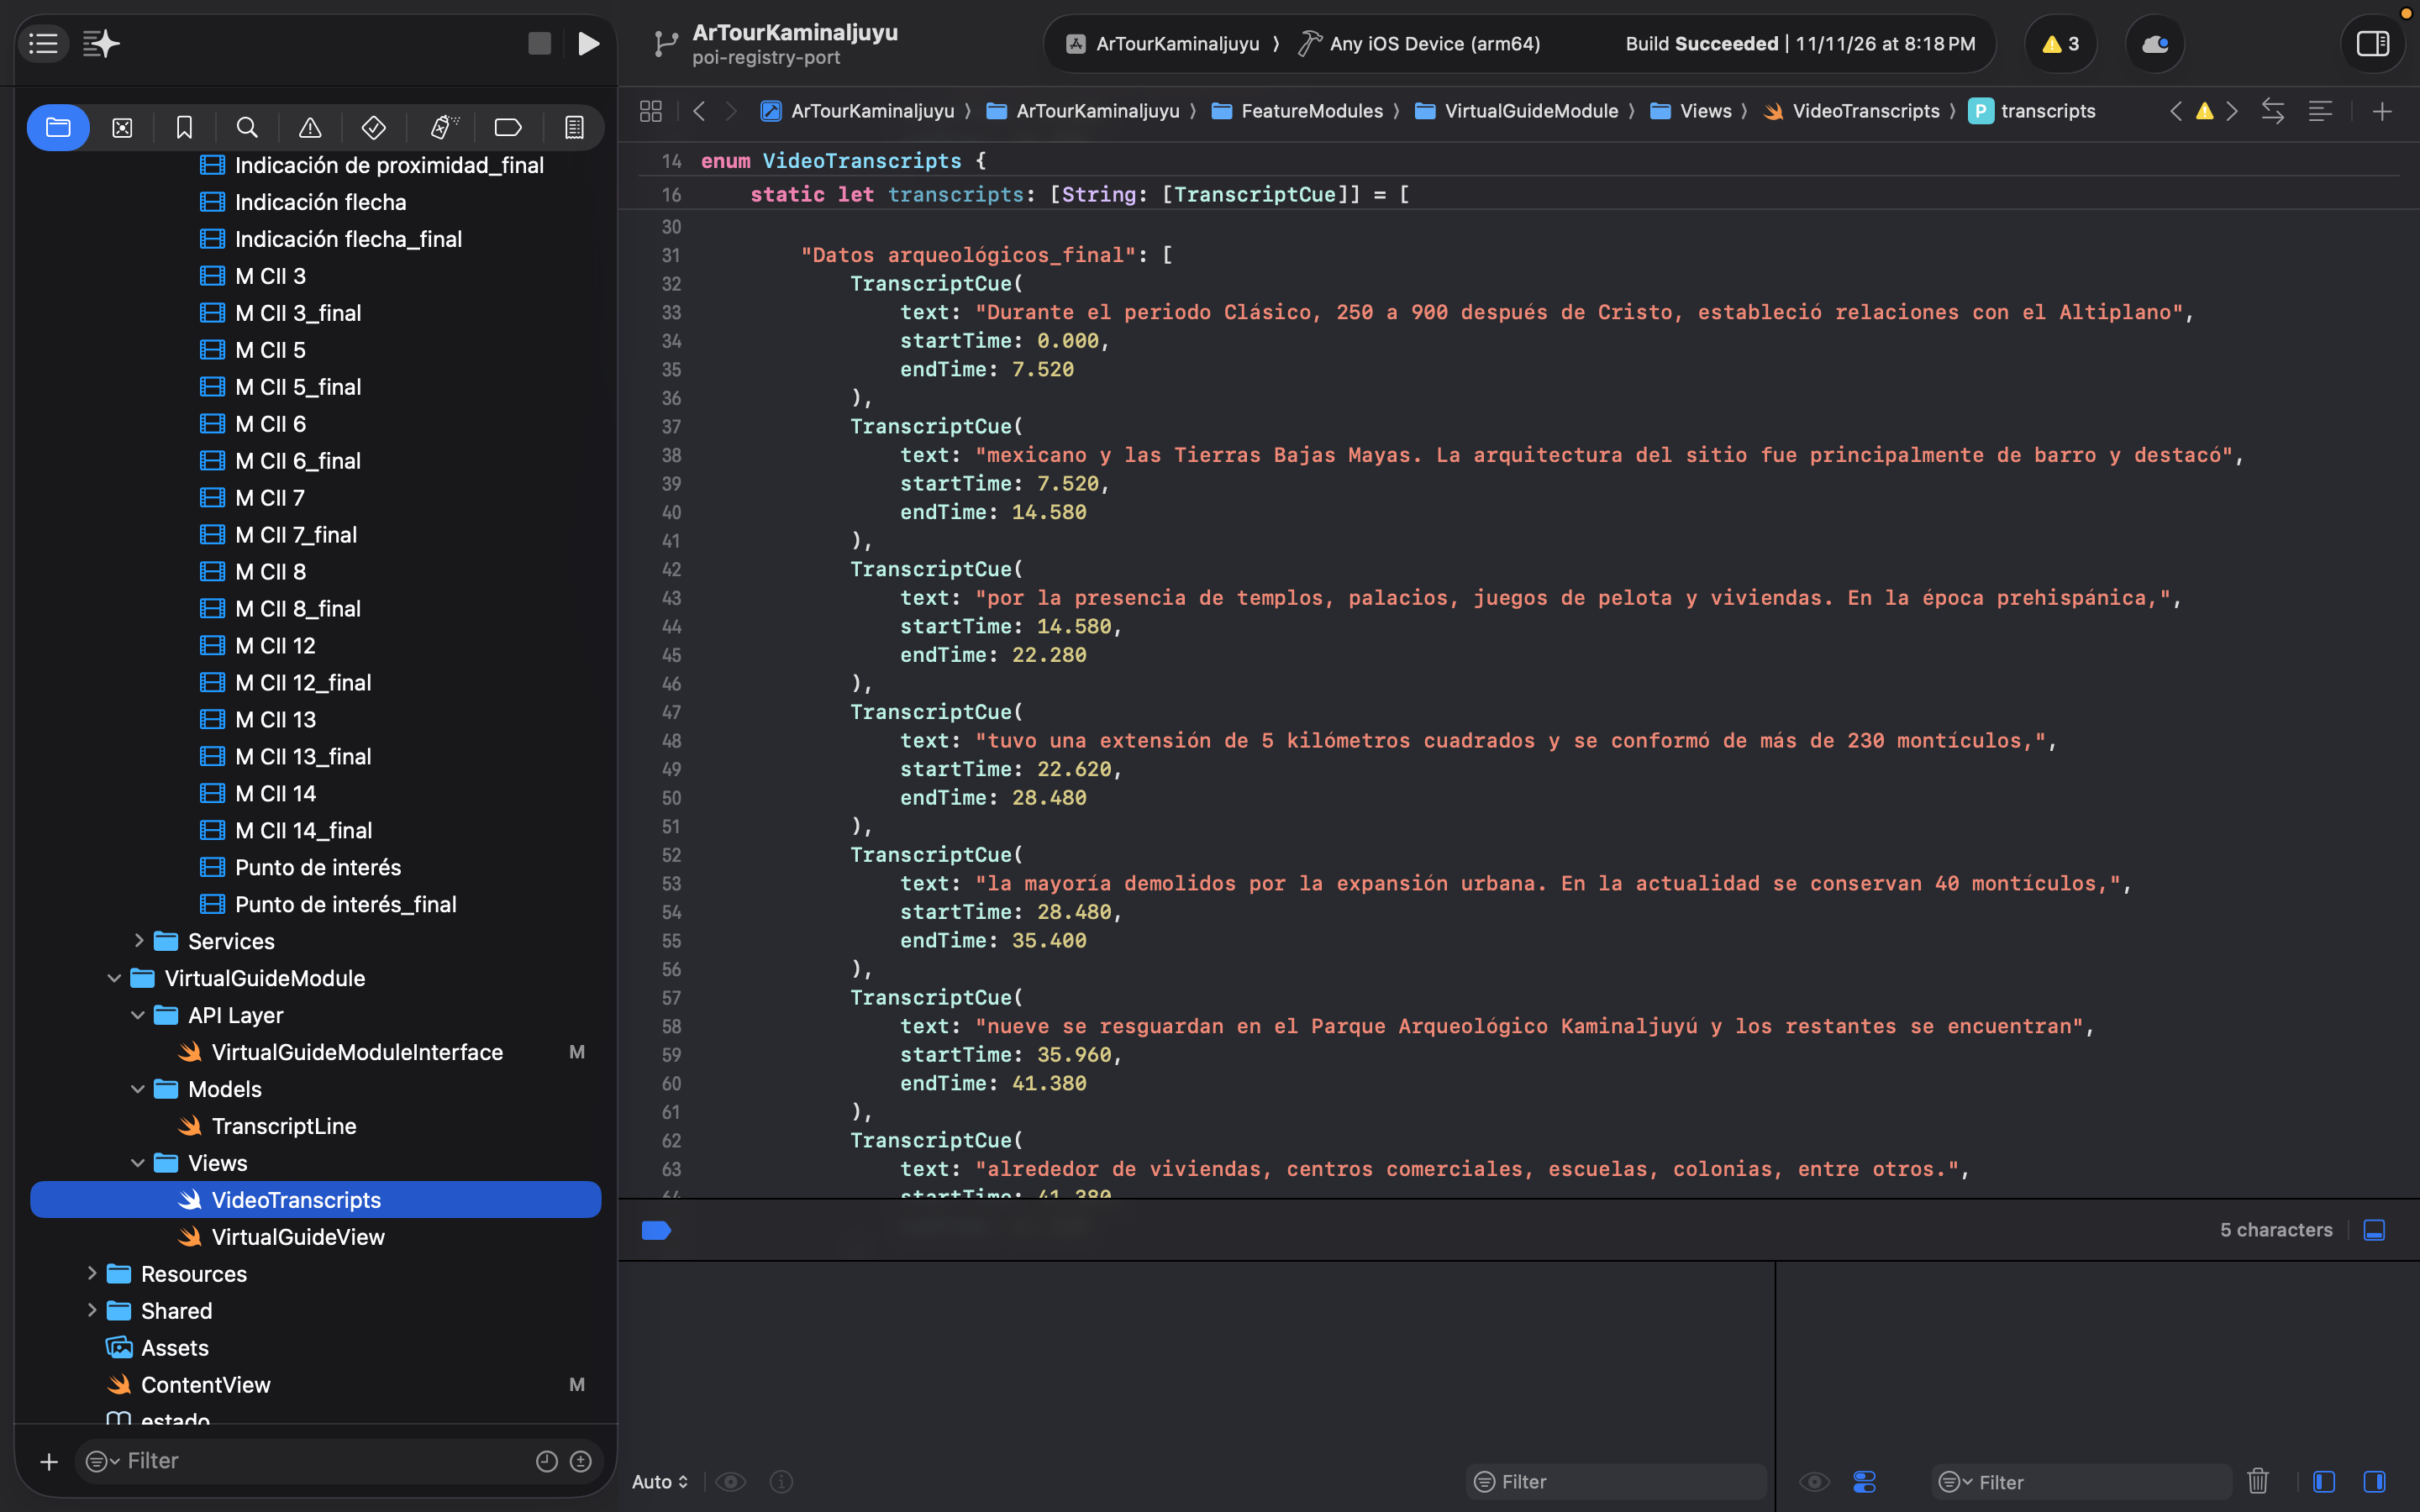 ArTourKaminaljuyu
poi-registry-port
ArTourKaminaljuyu 〉 Any iOS Device (arm64)
Build Succeeded | 11/11/26 at 8:18 PM
3
ArTourKaminaljuyu 〉 ArTourKaminaljuyu 〉 FeatureModules 〉 VirtualGuideModule 〉 Views 〉 VideoTranscripts 〉 P transcripts
Indicación de proximidad_final
Indicación flecha
Indicación flecha_final
M CII 3
M CII 3_final
M CII 5
M CII 5_final
M CII 6
M CII 6_final
M CII 7
M CII 7_final
M CII 8
M CII 8_final
M CII 12
M CII 12_final
M CII 13
M CII 13_final
M CII 14
M CII 14_final
Punto de interés
Punto de interés_final
Services
VirtualGuideModule
API Layer
VirtualGuideModuleInterface M
Models
TranscriptLine
Views
VideoTranscripts
VirtualGuideView
Resources
Shared
Assets
ContentView M
estado
Filter
14 enum VideoTranscripts {
16 static let transcripts: [String: [TranscriptCue]] = [
30
31 "Datos arqueológicos_final": [
32 TranscriptCue(
33 text: "Durante el periodo Clásico, 250 a 900 después de Cristo, estableció relaciones con el Altiplano",
34 startTime: 0.000,
35 endTime: 7.520
36 ),
37 TranscriptCue(
38 text: "mexicano y las Tierras Bajas Mayas. La arquitectura del sitio fue principalmente de barro y destacó",
39 startTime: 7.520,
40 endTime: 14.580
41 ),
42 TranscriptCue(
43 text: "por la presencia de templos, palacios, juegos de pelota y viviendas. En la época prehispánica,",
44 startTime: 14.580,
45 endTime: 22.280
46 ),
47 TranscriptCue(
48 text: "tuvo una extensión de 5 kilómetros cuadrados y se conformó de más de 230 montículos,",
49 startTime: 22.620,
50 endTime: 28.480
51 ),
52 TranscriptCue(
53 text: "la mayoría demolidos por la expansión urbana. En la actualidad se conservan 40 montículos,",
54 startTime: 28.480,
55 endTime: 35.400
56 ),
57 TranscriptCue(
58 text: "nueve se resguardan en el Parque Arqueológico Kaminaljuyú y los restantes se encuentran",
59 startTime: 35.960,
60 endTime: 41.380
61 ),
62 TranscriptCue(
63 text: "alrededor de viviendas, centros comerciales, escuelas, colonias, entre otros.",
64 startTime: 41.380
5 characters
Auto
Filter
Filter